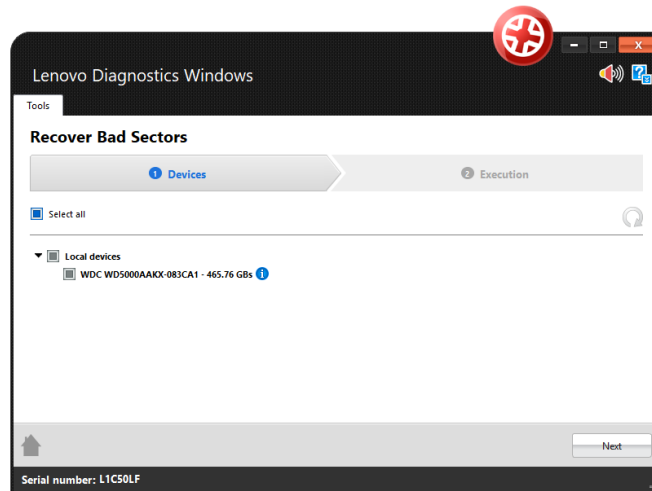 Lenovo Diagnostics Windows
Tools
Recover Bad Sectors
1 Devices
2 Execution
Select all
Local devices
WDC WD5000AAKX-083CA1 - 465.76 GBs
Next
Serial number: L1C50LF